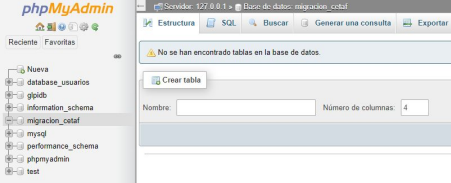 phpMyAdmin
Reciente Favoritas
Nueva
database_usuarios
glpidb
information_schema
migracion_cetaf
mysql
performance_schema
phpmyadmin
test
Servidor: 127.0.0.1 » Base de datos: migracion_cetaf
Estructura SQL Buscar Generar una consulta Exportar
No se han encontrado tablas en la base de datos.
Crear tabla
Nombre: Número de columnas: 4